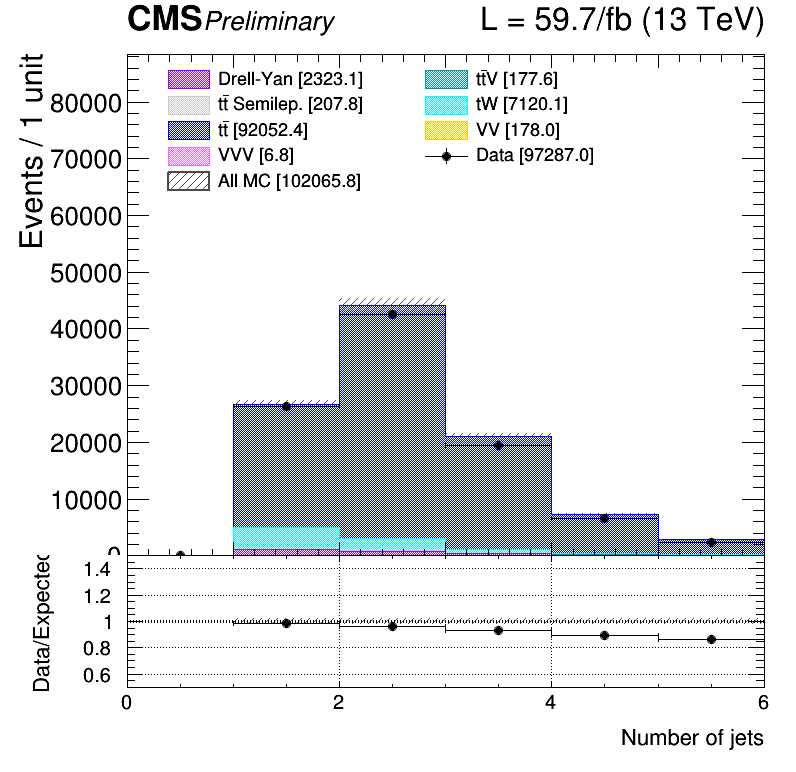 CMS Preliminary L = 59.7/fb (13 TeV)
Events / 1 unit
Drell-Yan [2323.1]
tt̄ Semilep. [207.8]
tt̄ [92052.4]
VVV [6.8]
All MC [102065.8]
tt̄V [177.6]
tW [7120.1]
VV [178.0]
Data [97287.0]
80000
70000
60000
50000
40000
30000
20000
10000
0
Data/Expected
1.4
1.2
1
0.8
0.6
0 2 4 6
Number of jets